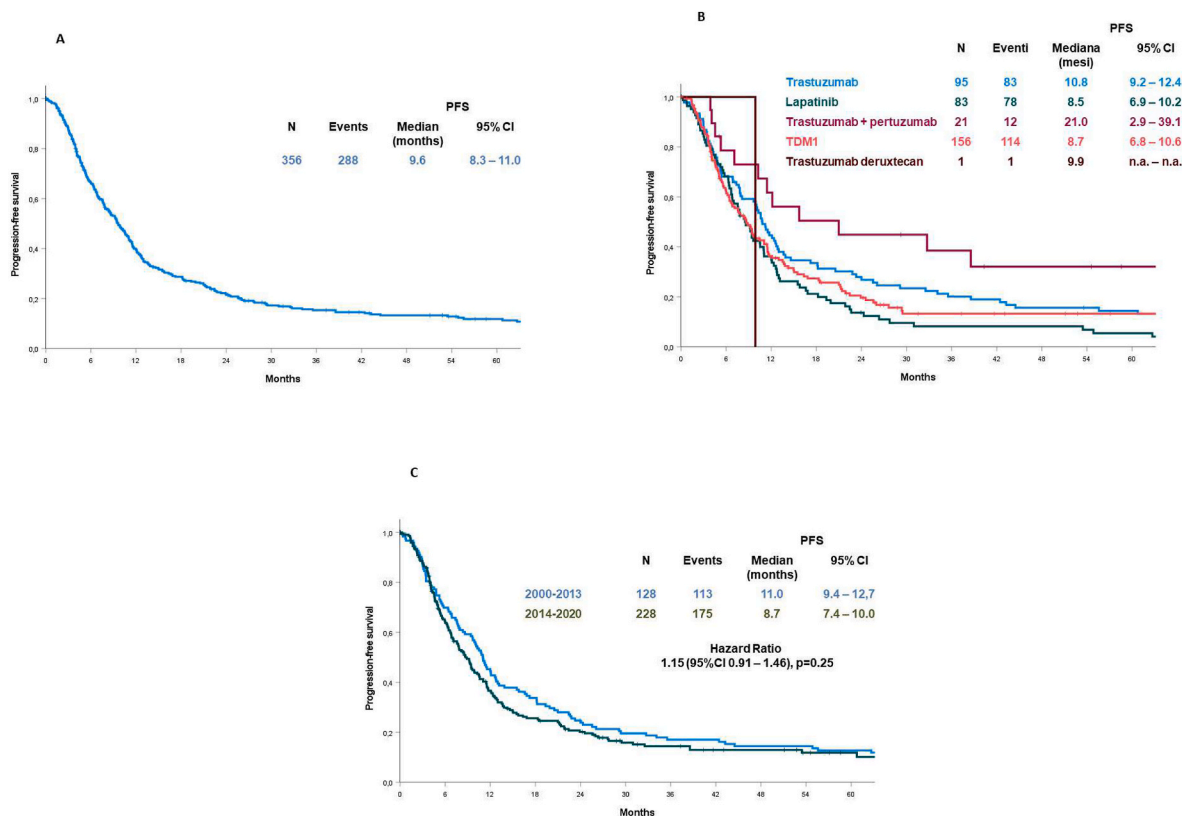 A
PFS
N Events Median (months) 95% CI
356 288 9.6 8.3 – 11.0
1,0
0,8
0,6
0,4
0,2
0,0
Progression-free survival
0 6 12 18 24 30 36 42 48 54 60
Months
B
PFS
N Eventi Mediana (mesi) 95% CI
Trastuzumab 95 83 10.8 9.2 – 12.4
Lapatinib 83 78 8.5 6.9 – 10.2
Trastuzumab + pertuzumab 21 12 21.0 2.9 – 39.1
TDM1 156 114 8.7 6.8 – 10.6
Trastuzumab deruxtecan 1 1 9.9 n.a. – n.a.
1,0
0,8
0,6
0,4
0,2
0,0
Progression-free survival
0 6 12 18 24 30 36 42 48 54 60
Months
C
PFS
N Events Median (months) 95% CI
2000-2013 128 113 11.0 9.4 – 12,7
2014-2020 228 175 8.7 7.4 – 10.0
Hazard Ratio
1.15 (95%CI 0.91 – 1.46), p=0.25
1,0
0,8
0,6
0,4
0,2
0,0
Progression-free survival
0 6 12 18 24 30 36 42 48 54 60
Months